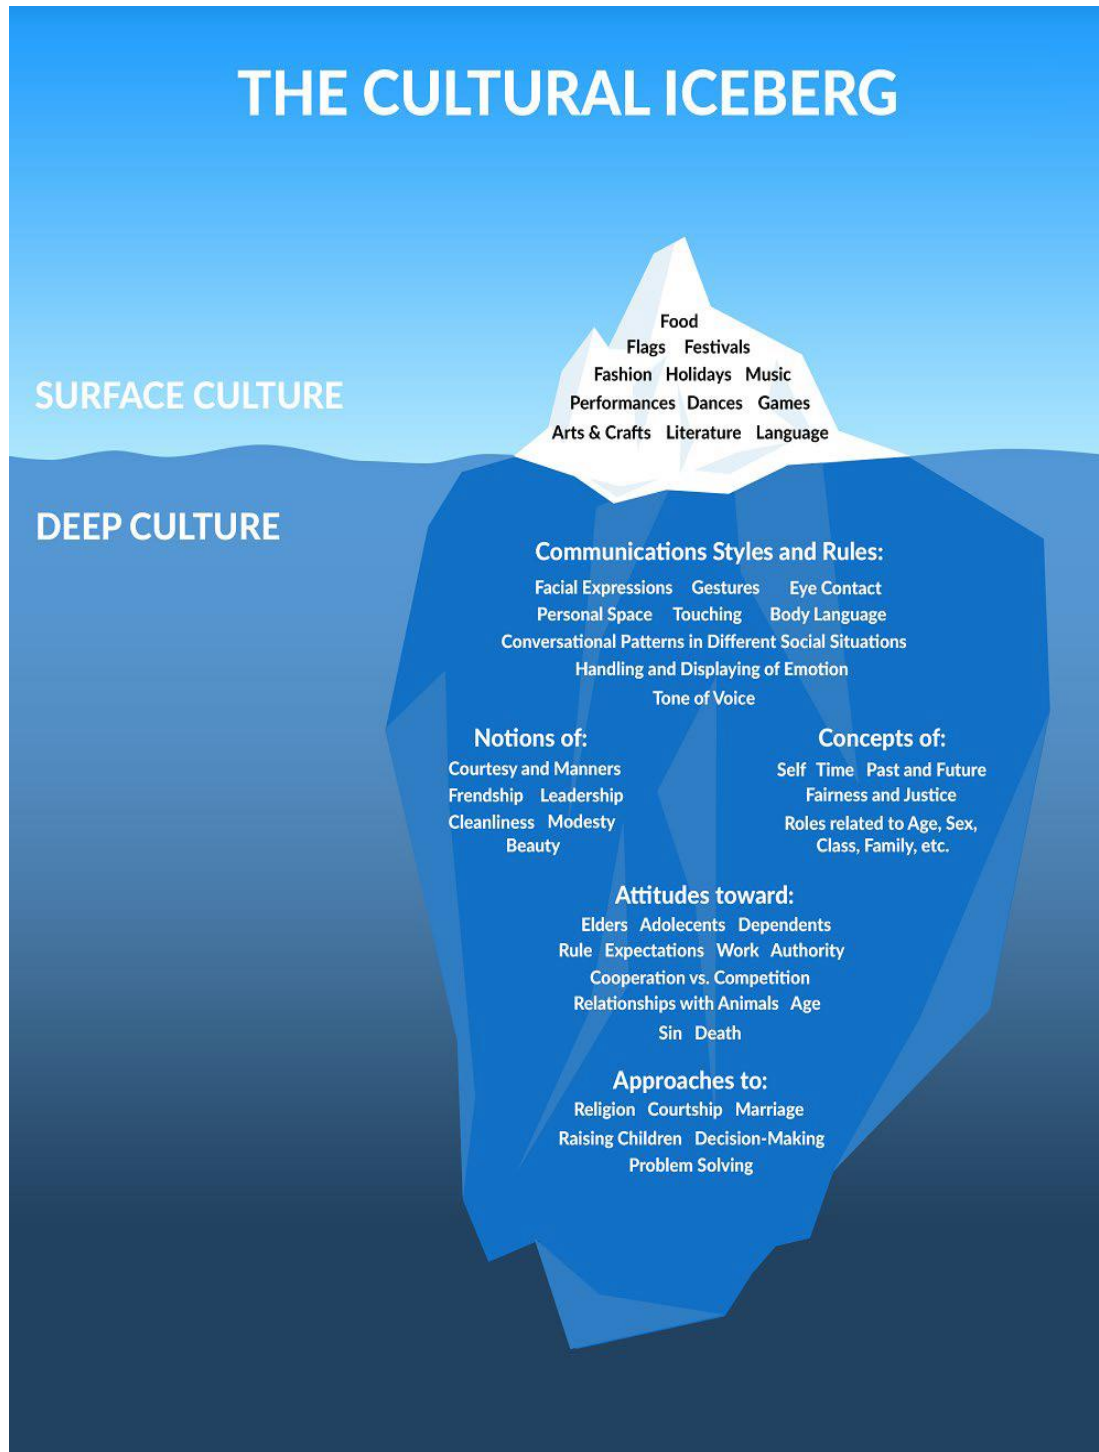 THE CULTURAL ICEBERG
Food
Flags Festivals
Fashion Holidays Music
SURFACE CULTURE
Performances Dances Games
Arts & Crafts Literature Language
DEEP CULTURE
Communications Styles and Rules:
Facial Expressions Gestures Eye Contact
Personal Space Touching Body Language
Conversational Patterns in Different Social Situations
Handling and Displaying of Emotion
Tone of Voice
Notions of:
Courtesy and Manners
Frendship Leadership
Cleanliness Modesty
Beauty
Concepts of:
Self Time Past and Future
Fairness and Justice
Roles related to Age, Sex,
Class, Family, etc.
Attitudes toward:
Elders Adolecents Dependents
Rule Expectations Work Authority
Cooperation vs. Competition
Relationships with Animals Age
Sin Death
Approaches to:
Religion Courtship Marriage
Raising Children Decision-Making
Problem Solving